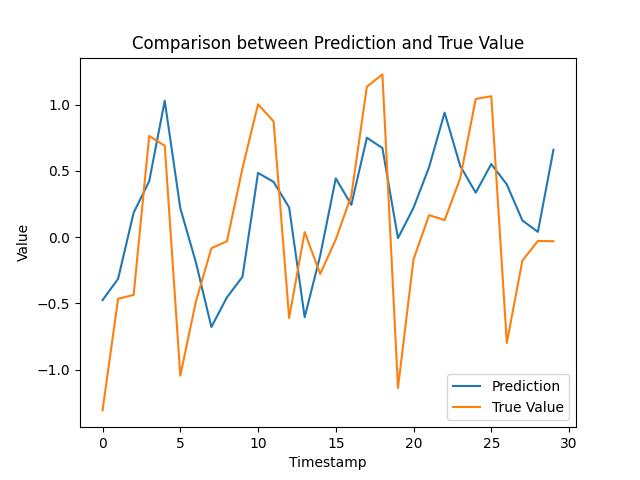 Comparison between Prediction and True Value
Value
1.0
0.5
0.0
−0.5
−1.0
Prediction
True Value
0 5 10 15 20 25 30
Timestamp